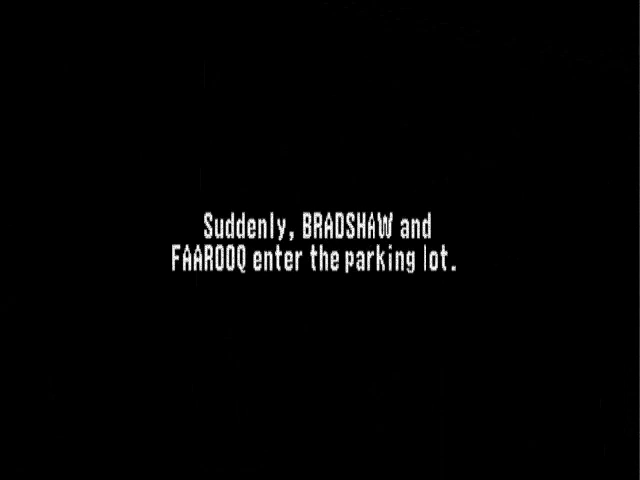 Suddenly, BRADSHAW and
FAAROOQ enter the parking lot.